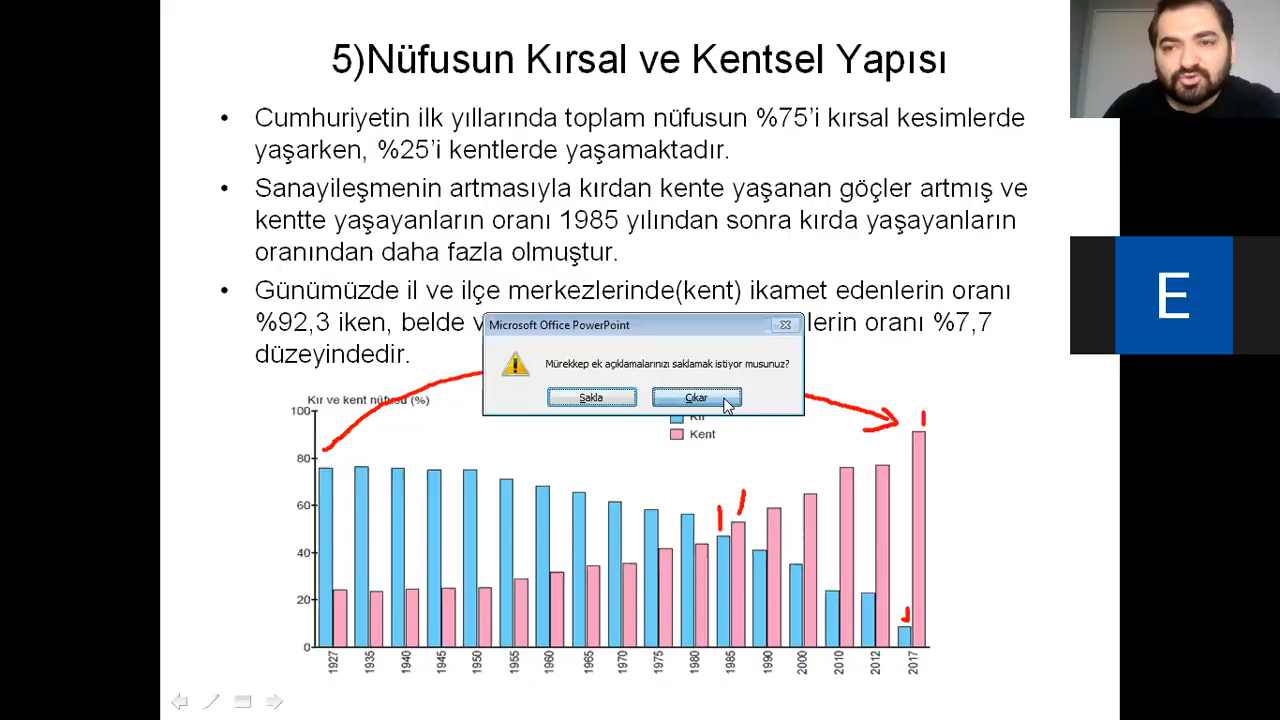 5)Nüfusun Kırsal ve Kentsel Yapısı
• Cumhuriyetin ilk yıllarında toplam nüfusun %75'i kırsal kesimlerde
yaşarken, %25'i kentlerde yaşamaktadır.
• Sanayileşmenin artmasıyla kırdan kente yaşanan göçler artmış ve
kentte yaşayanların oranı 1985 yılından sonra kırda yaşayanların
oranından daha fazla olmuştur.
• Günümüzde il ve ilçe merkezlerinde(kent) ikamet edenlerin oranı
%92,3 iken, belde v lerin oranı %7,7
düzeyindedir.
E
Microsoft Office PowerPoint
Mürekkep ek açıklamalarınızı saklamak istiyor musunuz?
Sakla Çıkar
Kır ve kent nüfusu (%)
Kır
Kent
100
80
60
40
20
0
1927 1935 1940 1945 1950 1955 1960 1965 1970 1975 1980 1985 1990 2000 2010 2012 2017